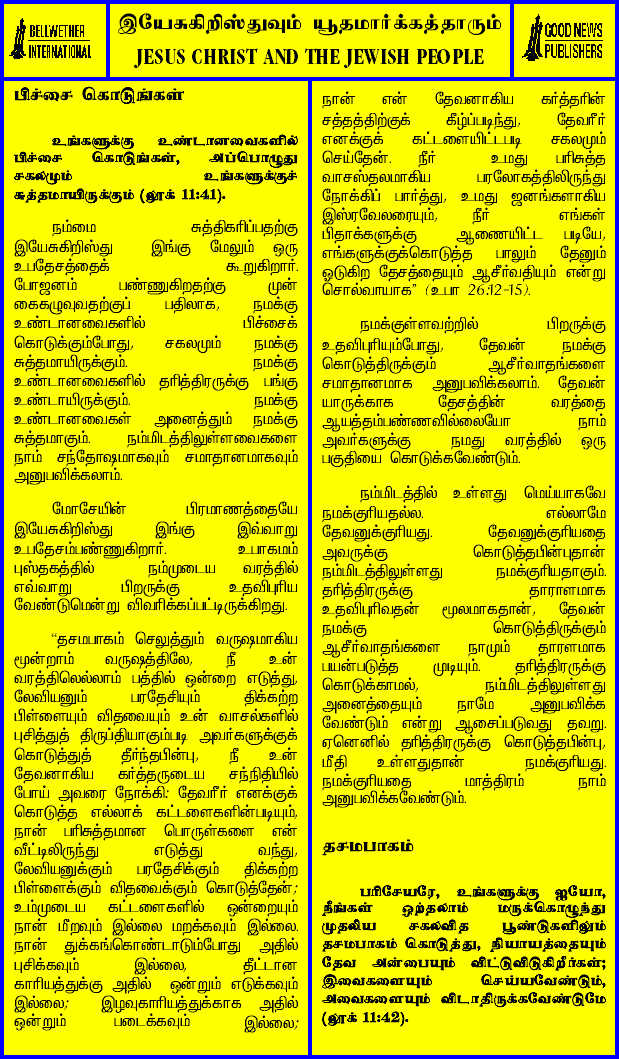 BELLWETHER
INTERNATIONAL
இயேசுகிறிஸ்துவும் யூதமார்க்கத்தாரும்
JESUS CHRIST AND THE JEWISH PEOPLE
GOOD NEWS
PUBLISHERS
பிச்சை கொடுங்கள்
உங்களுக்கு உண்டானவைகளில்
பிச்சை கொடுங்கள், அப்பொழுது
சகலமும் உங்களுக்குச்
சுத்தமாயிருக்கும் (லூக் 11:41).
நம்மை சுத்திகரிப்பதற்கு
இயேசுகிறிஸ்து இங்கு மேலும் ஒரு
உபதேசத்தைக் கூறுகிறார்.
போஜனம் பண்ணுகிறதற்கு முன்
கைகழுவுவதற்குப் பதிலாக, நமக்கு
உண்டானவைகளில் பிச்சைக்
கொடுக்கும்போது, சகலமும் நமக்கு
சுத்தமாயிருக்கும். நமக்கு
உண்டானவைகளில் தரித்திரருக்கு பங்கு
உண்டாயிருக்கும். நமக்கு
உண்டானவைகள் அனைத்தும் நமக்கு
சுத்தமாகும். நம்மிடத்திலுள்ளவைகளை
நாம் சந்தோஷமாகவும் சமாதானமாகவும்
அனுபவிக்கலாம்.
மோசேயின் பிரமாணத்தையே
இயேசுகிறிஸ்து இங்கு இவ்வாறு
உபதேசம்பண்ணுகிறார். உபாகமம்
புஸ்தகத்தில் நம்முடைய வரத்தில்
எவ்வாறு பிறருக்கு உதவிபுரிய
வேண்டுமென்று விவரிக்கப்பட்டிருக்கிறது.
"தசமபாகம் செலுத்தும் வருஷமாகிய
மூன்றாம் வருஷத்திலே, நீ உன்
வரத்திலெல்லாம் பத்தில் ஒன்றை எடுத்து,
லேவியனும் பரதேசியும் திக்கற்ற
பிள்ளையும் விதவையும் உன் வாசல்களில்
புசித்துத் திருப்தியாகும்படி அவர்களுக்குக்
கொடுத்துத் தீர்ந்தபின்பு, நீ உன்
தேவனாகிய கர்த்தருடைய சந்நிதியில்
போய் அவரை நோக்கி: தேவரீர் எனக்குக்
கொடுத்த எல்லாக் கட்டளைகளின்படியும்,
நான் பரிசுத்தமான பொருள்களை என்
வீட்டிலிருந்து எடுத்து வந்து,
லேவியனுக்கும் பரதேசிக்கும் திக்கற்ற
பிள்ளைக்கும் விதவைக்கும் கொடுத்தேன்;
உம்முடைய கட்டளைகளில் ஒன்றையும்
நான் மீறவும் இல்லை மறக்கவும் இல்லை.
நான் துக்கங்கொண்டாடும்போது அதில்
புசிக்கவும் இல்லை, தீட்டான
காரியத்துக்கு அதில் ஒன்றும் எடுக்கவும்
இல்லை; இழவுகாரியத்துக்காக அதில்
ஒன்றும் படைக்கவும் இல்லை;
நான் என் தேவனாகிய கர்த்தரின்
சத்தத்திற்குக் கீழ்ப்படிந்து, தேவரீர்
எனக்குக் கட்டளையிட்டபடி சகலமும்
செய்தேன். நீர் உமது பரிசுத்த
வாசஸ்தலமாகிய பரலோகத்திலிருந்து
நோக்கிப் பார்த்து, உமது ஜனங்களாகிய
இஸ்ரவேலரையும், நீர் எங்கள்
பிதாக்களுக்கு ஆணையிட்ட படியே,
எங்களுக்குக்கொடுத்த பாலும் தேனும்
ஓடுகிற தேசத்தையும் ஆசீர்வதியும் என்று
சொல்வாயாக" (உபா 26:12-15).
நமக்குள்ளவற்றில் பிறருக்கு
உதவிபுரியும்போது, தேவன் நமக்கு
கொடுத்திருக்கும் ஆசீர்வாதங்களை
சமாதானமாக அனுபவிக்கலாம். தேவன்
யாருக்காக தேசத்தின் வரத்தை
ஆயத்தம்பண்ணவில்லையோ நாம்
அவர்களுக்கு நமது வரத்தில் ஒரு
பகுதியை கொடுக்கவேண்டும்.
நம்மிடத்தில் உள்ளது மெய்யாகவே
நமக்குரியதல்ல. எல்லாமே
தேவனுக்குரியது. தேவனுக்குரியதை
அவருக்கு கொடுத்தபின்புதான்
நம்மிடத்திலுள்ளது நமக்குரியதாகும்.
தரித்திரருக்கு தாராளமாக
உதவிபுரிவதன் மூலமாகதான், தேவன்
நமக்கு கொடுத்திருக்கும்
ஆசீர்வாதங்களை நாமும் தாரளமாக
பயன்படுத்த முடியும். தரித்திரருக்கு
கொடுக்காமல், நம்மிடத்திலுள்ளது
அனைத்தையும் நாமே அனுபவிக்க
வேண்டும் என்று ஆசைப்படுவது தவறு.
ஏனெனில் தரித்திரருக்கு கொடுத்தபின்பு,
மீதி உள்ளதுதான் நமக்குரியது.
நமக்குரியதை மாத்திரம் நாம்
அனுபவிக்கவேண்டும்.
தசமபாகம்
பரிசேயரே, உங்களுக்கு ஐயோ,
நீங்கள் ஒற்தலாம் மருக்கொழுந்து
முதலிய சகலவித பூண்டுகளிலும்
தசமபாகம் கொடுத்து, நியாயத்தையும்
தேவ அன்பையும் விட்டுவிடுகிறீர்கள்;
இவைகளையும் செய்யவேண்டும்,
அவைகளையும் விடாதிருக்கவேண்டுமே
(லூக் 11:42).